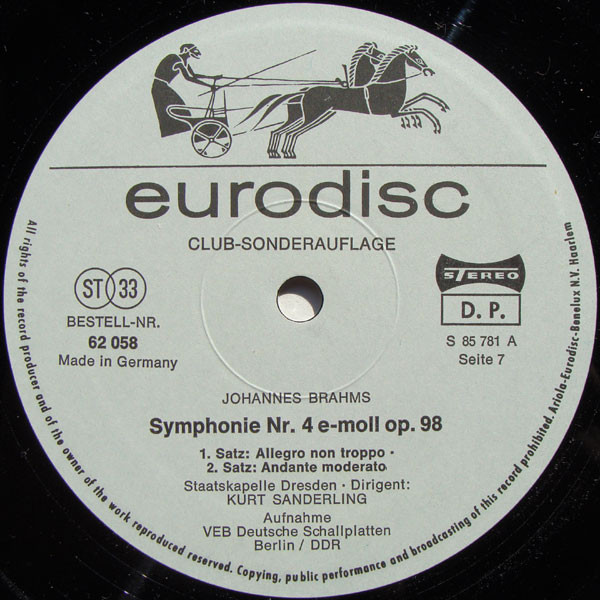 eurodisc
CLUB-SONDERAUFLAGE
ST 33
BESTELL-NR.
62 058
Made in Germany
STEREO
D. P.
S 85 781 A
Seite 7
JOHANNES BRAHMS
Symphonie Nr. 4 e-moll op. 98
1. Satz: Allegro non troppo ·
2. Satz: Andante moderato
Staatskapelle Dresden · Dirigent:
KURT SANDERLING
Aufnahme
VEB Deutsche Schallplatten
Berlin / DDR
All rights of the record producer and of the owner of the work reproduced reserved. Copying, public performance and broadcasting of this record prohibited. Ariola-Eurodisc-Benelux N.V. Haarlem